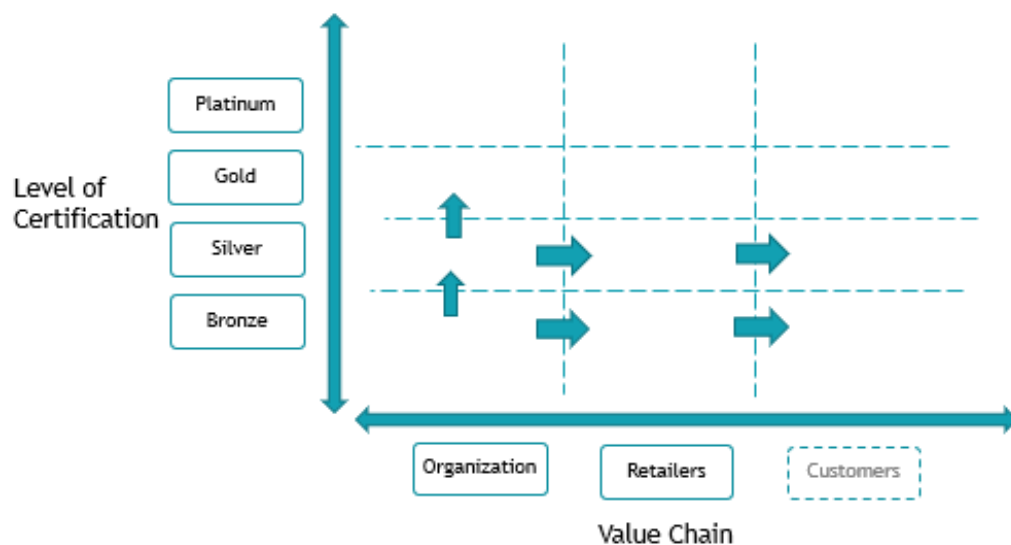 Platinum
Gold
Level of
Certification
Silver
Bronze
Organization
Retailers
Customers
Value Chain